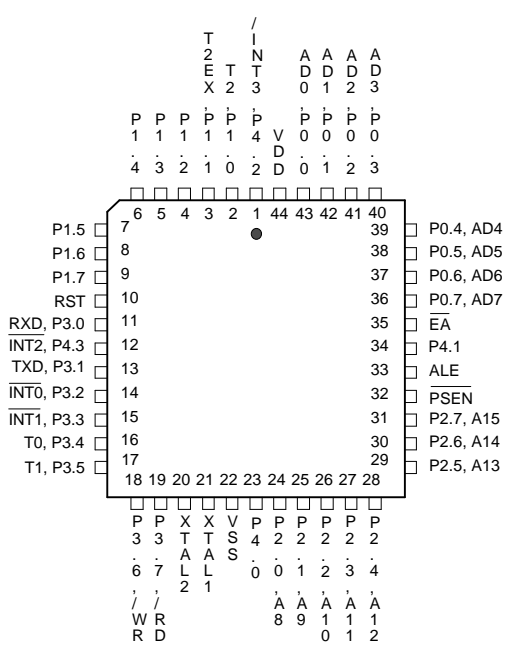 P1.4
P1.3
P1.2
T2EX,P1.1
T2,P1.0
/INT3,P4.2
VDD
AD0,P0.0
AD1,P0.1
AD2,P0.2
AD3,P0.3
6 5 4 3 2 1 44 43 42 41 40
P1.5 7
P1.6 8
P1.7 9
RST 10
RXD, P3.0 11
INT2, P4.3 12
TXD, P3.1 13
INT0, P3.2 14
INT1, P3.3 15
T0, P3.4 16
T1, P3.5 17
39 P0.4, AD4
38 P0.5, AD5
37 P0.6, AD6
36 P0.7, AD7
35 EA
34 P4.1
33 ALE
32 PSEN
31 P2.7, A15
30 P2.6, A14
29 P2.5, A13
18 19 20 21 22 23 24 25 26 27 28
P3.6,/WR
P3.7,/RD
XTAL2
XTAL1
VSS
P4.0
P2.0,A8
P2.1,A9
P2.2,A10
P2.3,A11
P2.4,A12